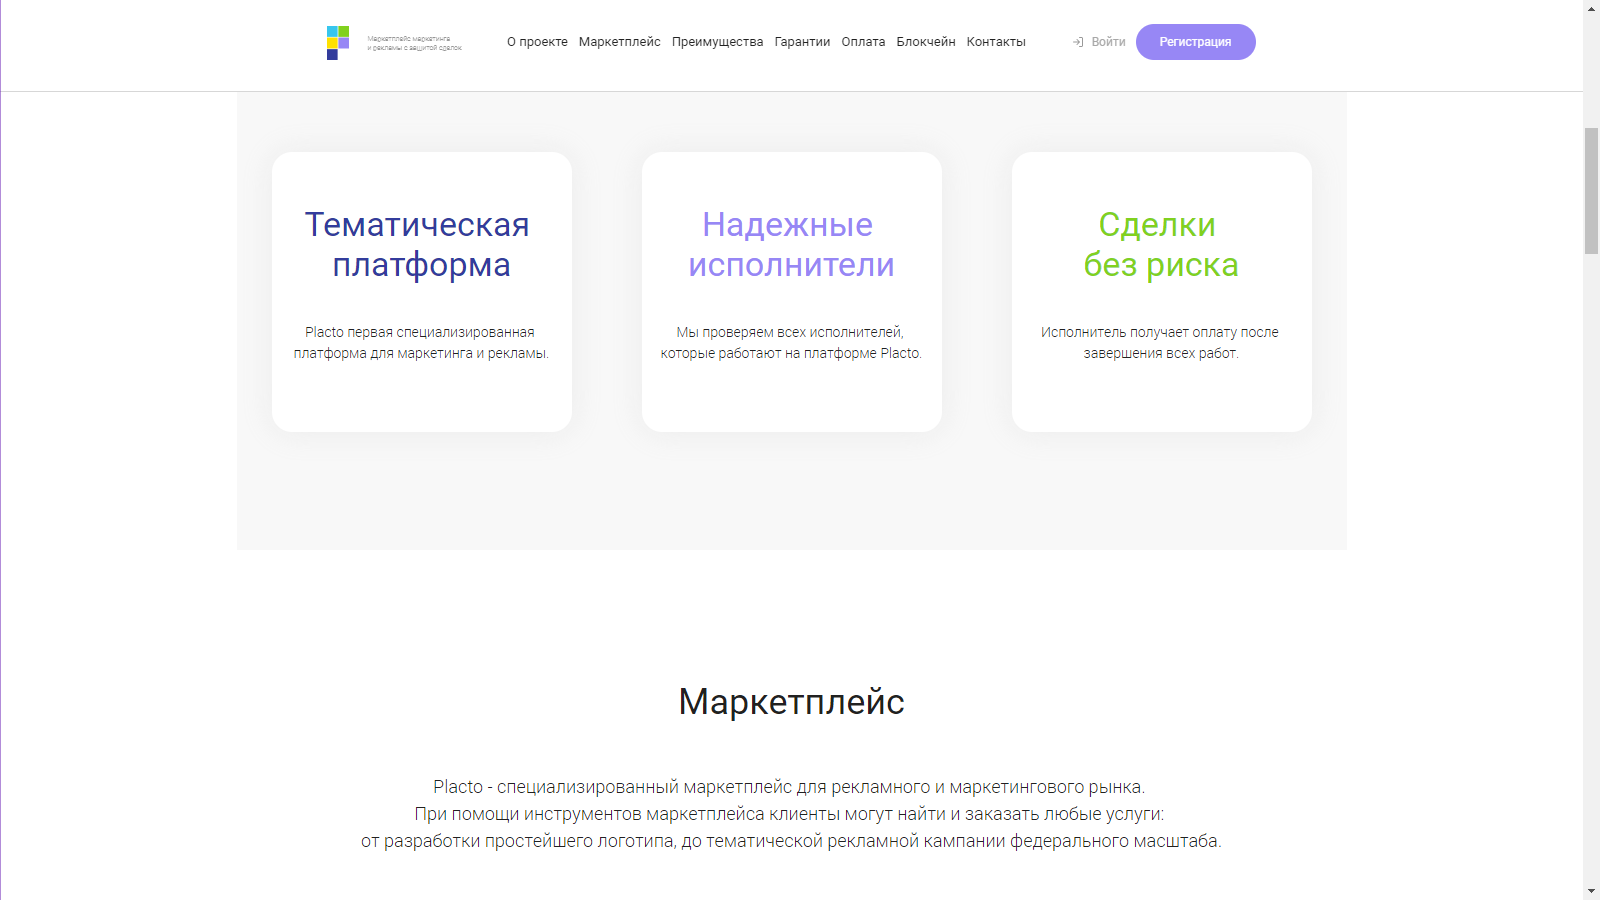 Маркетплейс маркетинга
и рекламы с защитой сделок
О проекте Маркетплейс Преимущества Гарантии Оплата Блокчейн Контакты Войти Регистрация
Тематическая
платформа
Placto первая специализированная
платформа для маркетинга и рекламы.
Надежные
исполнители
Мы проверяем всех исполнителей,
которые работают на платформе Placto.
Сделки
без риска
Исполнитель получает оплату после
завершения всех работ.
Маркетплейс
Placto - специализированный маркетплейс для рекламного и маркетингового рынка.
При помощи инструментов маркетплейса клиенты могут найти и заказать любые услуги:
от разработки простейшего логотипа, до тематической рекламной кампании федерального масштаба.